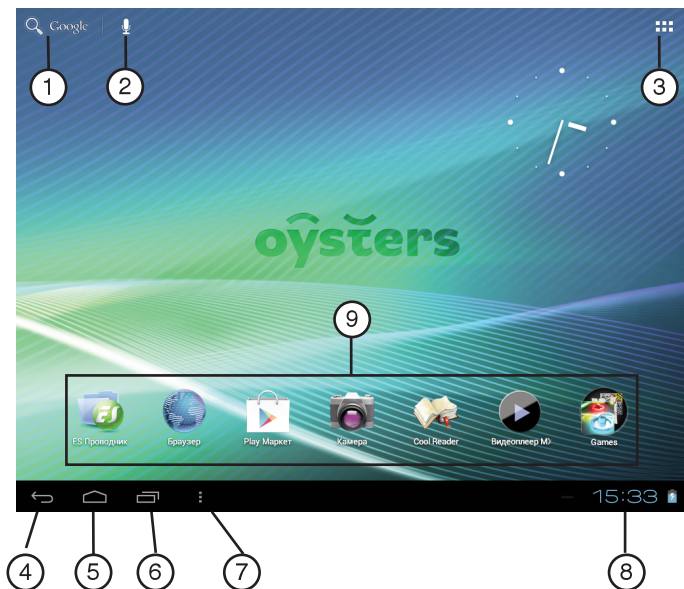 Google
1
2
3
oysters
9
ES Проводник
Браузер
Play Маркет
Камера
Cool Reader
Видеоплеер МХ
Games
15:33
4
5
6
7
8